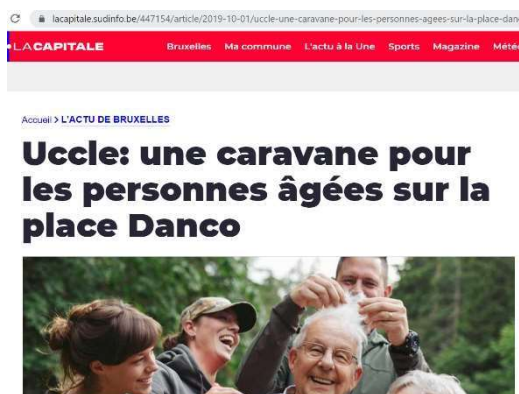 lacapitale.sudinfo.be/447154/article/2019-10-01/uccle-une-caravane-pour-les-personnes-agees-sur-la-place-danc
LACAPITALE Bruxelles Ma commune L'actu à la Une Sports Magazine Météo
Accueil > L'ACTU DE BRUXELLES
Uccle: une caravane pour
les personnes âgées sur la
place Danco